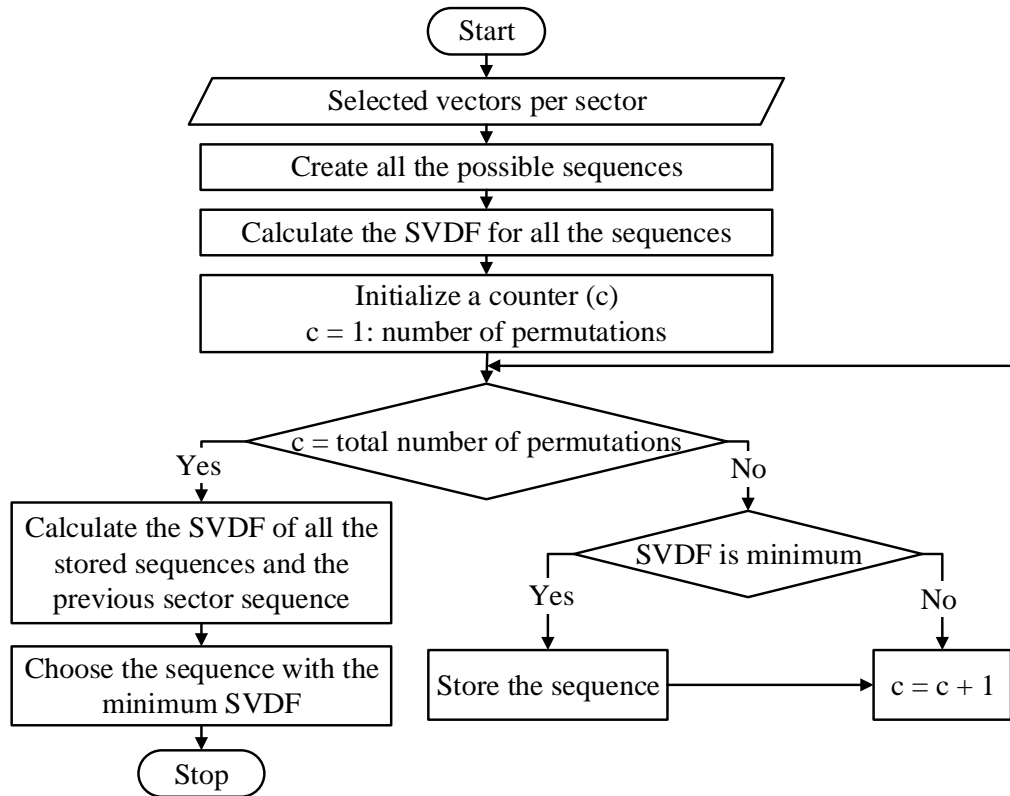 Start
Selected vectors per sector
Create all the possible sequences
Calculate the SVDF for all the sequences
Initialize a counter (c)
c = 1: number of permutations
c = total number of permutations
Yes
No
Calculate the SVDF of all the
stored sequences and the
previous sector sequence
SVDF is minimum
Yes
No
Choose the sequence with the
minimum SVDF
Store the sequence
c = c + 1
Stop